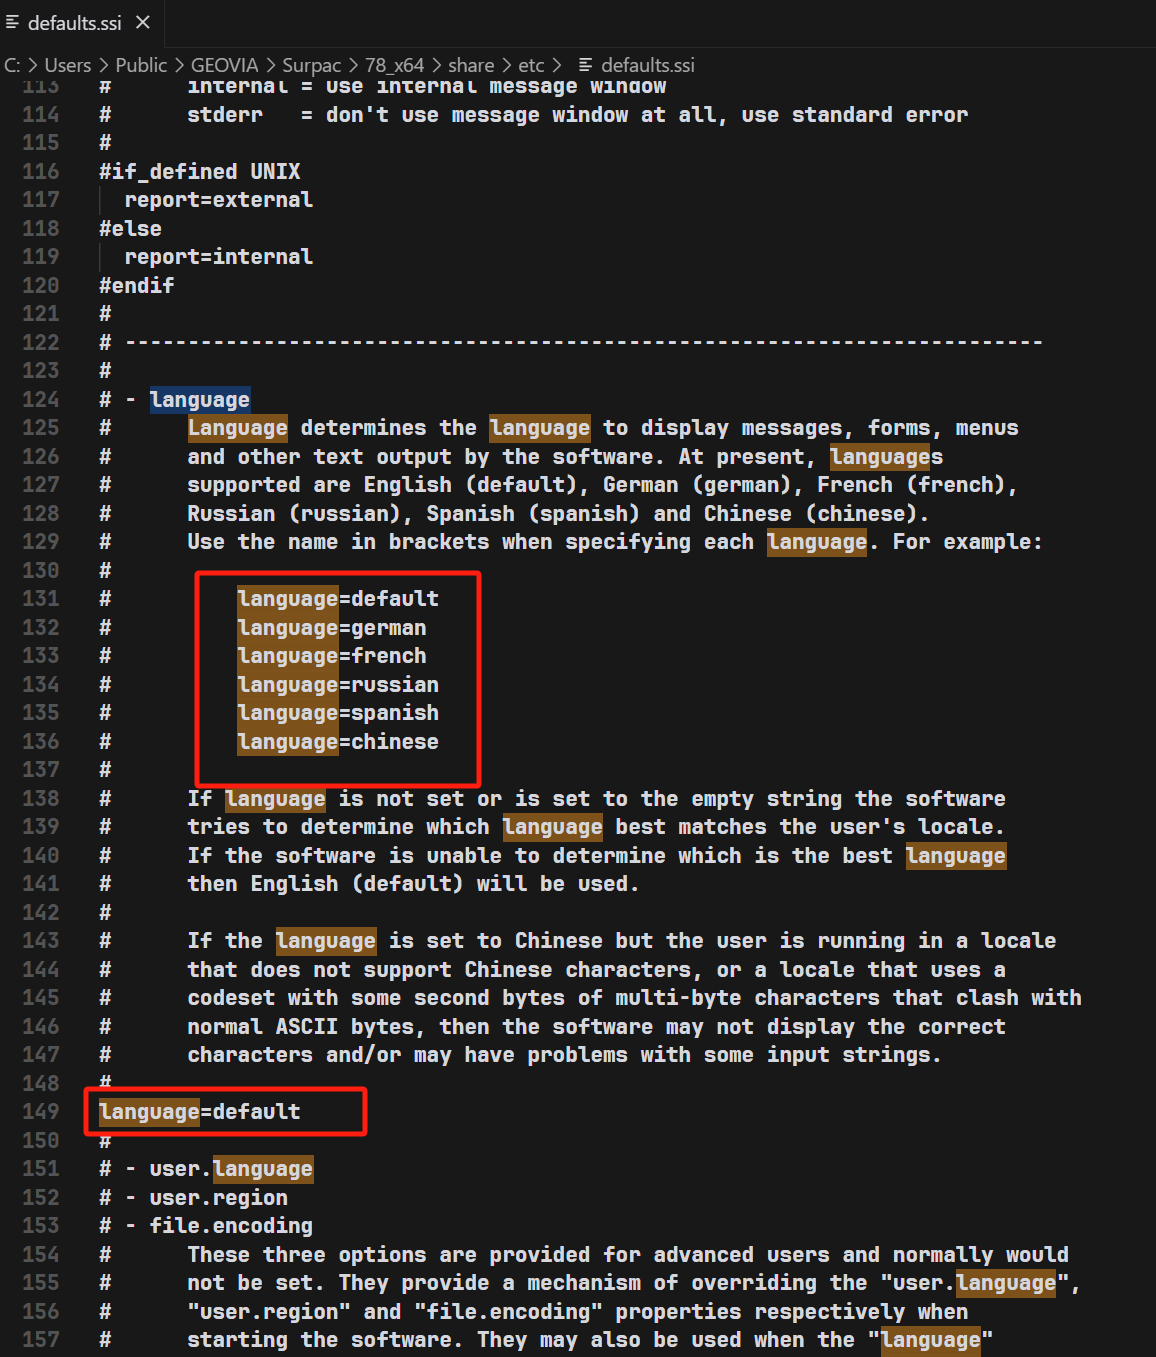 defaults.ssi
C: > Users > Public > GEOVIA > Surpac > 78_x64 > share > etc > defaults.ssi
113 # internal = use internal message window
114 # stderr = don't use message window at all, use standard error
115 #
116 #if_defined UNIX
117 report=external
118 #else
119 report=internal
120 #endif
121 #
122 # -------------------------------------------------------------------------
123 #
124 # - language
125 # Language determines the language to display messages, forms, menus
126 # and other text output by the software. At present, languages
127 # supported are English (default), German (german), French (french),
128 # Russian (russian), Spanish (spanish) and Chinese (chinese).
129 # Use the name in brackets when specifying each language. For example:
130 #
131 # language=default
132 # language=german
133 # language=french
134 # language=russian
135 # language=spanish
136 # language=chinese
137 #
138 # If language is not set or is set to the empty string the software
139 # tries to determine which language best matches the user's locale.
140 # If the software is unable to determine which is the best language
141 # then English (default) will be used.
142 #
143 # If the language is set to Chinese but the user is running in a locale
144 # that does not support Chinese characters, or a locale that uses a
145 # codeset with some second bytes of multi-byte characters that clash with
146 # normal ASCII bytes, then the software may not display the correct
147 # characters and/or may have problems with some input strings.
148 #
149 language=default
150 #
151 # - user.language
152 # - user.region
153 # - file.encoding
154 # These three options are provided for advanced users and normally would
155 # not be set. They provide a mechanism of overriding the "user.language",
156 # "user.region" and "file.encoding" properties respectively when
157 # starting the software. They may also be used when the "language"